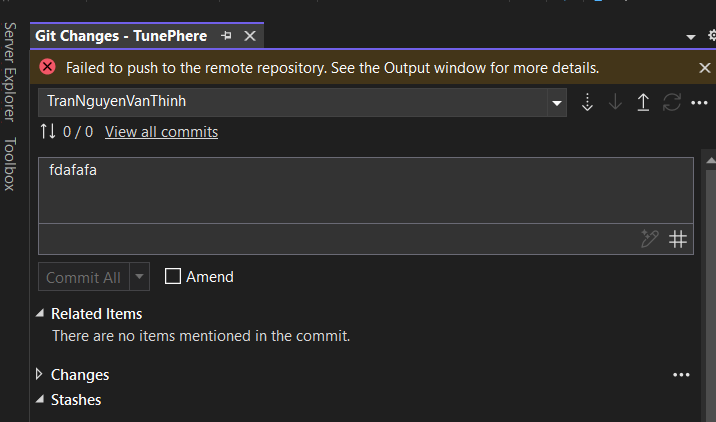 Server Explorer
Toolbox
Git Changes - TunePhere
Failed to push to the remote repository. See the Output window for more details.
TranNguyenVanThinh
0 / 0 View all commits
fdafafa
Commit All
Amend
Related Items
There are no items mentioned in the commit.
Changes
Stashes